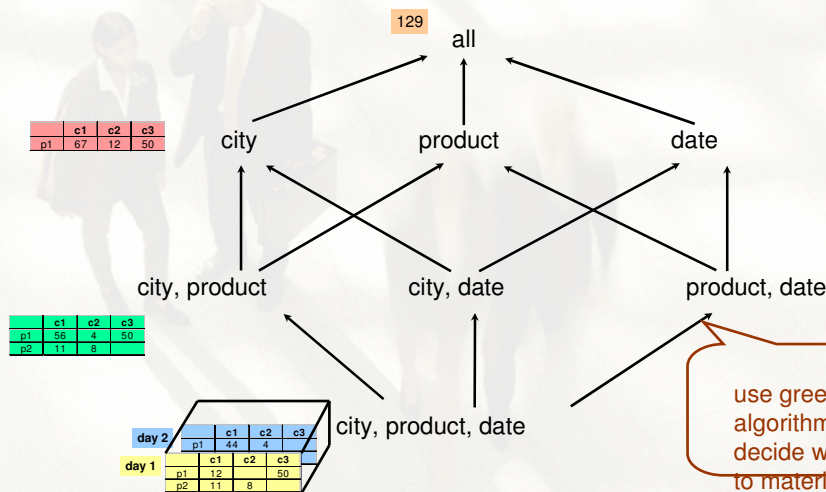 129
all
c1 c2 c3
p1 67 12 50
city product date
city, product city, date product, date
c1 c2 c3
p1 56 4 50
p2 11 8
use gree
algorithm
decide w
to materi
city, product, date
day 2
c1 c2 c3
p1 44 4
day 1
c1 c2 c3
p1 12 50
p2 11 8